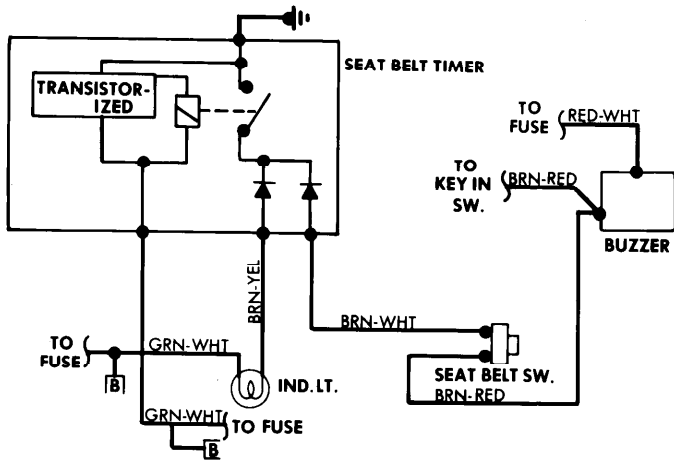 SEAT BELT TIMER
TRANSISTOR-
IZED
TO
FUSE
RED-WHT
TO
KEY IN
SW.
BRN-RED
BUZZER
BRN-YEL
BRN-WHT
TO
FUSE
GRN-WHT
B
IND. LT.
SEAT BELT SW.
BRN-RED
GRN-WHT
TO FUSE
B